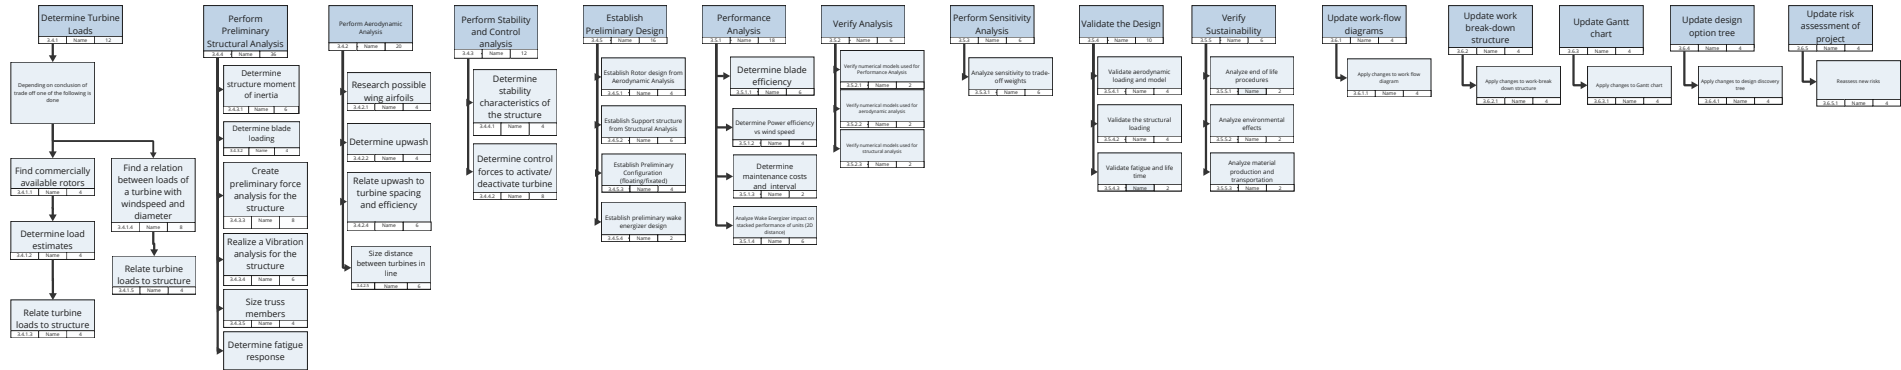 Determine Turbine
Loads
3.4.1 Name 12
Depending on conclusion of
trade off one of the following is
done
Find commercially
available rotors
3.4.1.1 Name 4
Determine load
estimates
3.4.1.2 Name 4
Relate turbine
loads to structure
3.4.1.3 Name 4
Find a relation
between loads of
a turbine with
windspeed and
diameter
3.4.1.4 Name 8
Relate turbine
loads to structure
3.4.1.5 Name 4
Perform
Preliminary
Structural Analysis
3.4.4 Name 36
Determine
structure moment
of inertia
3.4.3.1 Name 6
Determine blade
loading
3.4.3.2 Name
Create
preliminary force
analysis for the
structure
3.4.3.3 Name 8
Realize a Vibration
analysis for the
structure
3.4.3.4 Name 6
Size truss
members
3.4.3.5 Name 4
Determine fatigue
response
Perform Aerodynamic
Analysis
3.4.2 Name 20
Research possible
wing airfoils
3.4.2.1 Name 4
Determine upwash
3.4.2.2 Name 4
Relate upwash to
turbine spacing
and efficiency
3.4.2.4 Name 6
Size distance
between turbines in
line
3.4.2.5 Name 6
Perform Stability
and Control
analysis
3.4.3 Name 12
Determine
stability
characteristics of
the structure
3.4.4.1 Name 4
Determine control
forces to activate/
deactivate turbine
3.4.4.2 Name 8
Establish
Preliminary Design
3.4.5 Name 16
Establish Rotor design from
Aerodynamic Analysis
3.4.5.1 Name 4
Establish Support structure
from Structural Analysis
3.4.5.2 Name 6
Establish Preliminary
Configuration
(floating/fixated)
3.4.5.3 Name 4
Establish preliminary wake
energizer design
3.4.5.4 Name 2
Performance
Analysis
3.5.1 Name 18
Determine blade
efficiency
3.5.1.1 Name 6
Determine Power efficiency
vs wind speed
3.5.1.2 Name 4
Determine
maintenance costs
and interval
3.5.1.3 Name 2
Analyze Wake Energizer impact on
stacked performance of units (2D
distance)
3.5.1.4 Name 6
Verify Analysis
3.5.2 Name 6
Verify numerical models used for
Performance Analysis
3.5.2.1 Name 2
Verify numerical models used for
aerodynamic analysis
3.5.2.2 Name 2
Verify numerical models used for
structural analysis
3.5.2.3 Name 2
Perform Sensitivity
Analysis
3.5.3 Name 6
Analyze sensitivity to trade-
off weights
3.5.3.1 Name 6
Validate the Design
3.5.4 Name 10
Validate aerodynamic
loading and model
3.5.4.1 Name 4
Validate the structural
loading
3.5.4.2 Name 4
Validate fatigue and life
time
3.5.4.3 Name 2
Verify
Sustainability
3.5.5 Name 6
Analyze end of life
procedures
3.5.5.1 Name 2
Analyze environmental
effects
3.5.5.2 Name 2
Analyze material
production and
transportation
3.5.5.3 Name 2
Update work-flow
diagrams
3.6.1 Name 4
Apply changes to work flow
diagram
3.6.1.1 Name 4
Update work
break-down
structure
3.6.2 Name 4
Apply changes to work-break
down structure
3.6.2.1 Name 4
Update Gantt
chart
3.6.3 Name 4
Apply changes to Gantt chart
3.6.3.1 Name 4
Update design
option tree
3.6.4 Name 4
Apply changes to design discovery
tree
3.6.4.1 Name 4
Update risk
assessment of
project
3.6.5 Name 4
Reassess new risks
3.6.5.1 Name 4